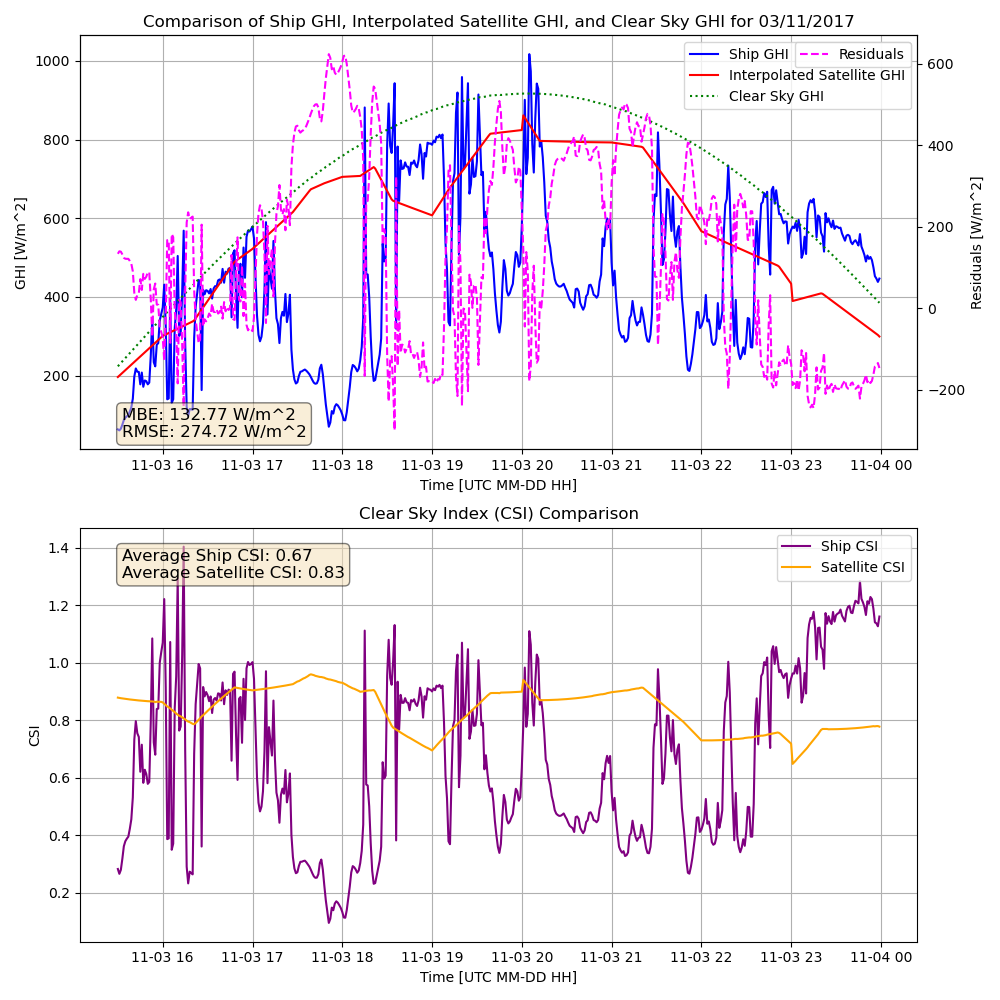 Comparison of Ship GHI, Interpolated Satellite GHI, and Clear Sky GHI for 03/11/2017
Ship GHI
Residuals
Interpolated Satellite GHI
Clear Sky GHI
GHI [W/m^2]
1000
800
600
400
200
Residuals [W/m^2]
600
400
200
0
−200
MBE: 132.77 W/m^2
RMSE: 274.72 W/m^2
11-03 16 11-03 17 11-03 18 11-03 19 11-03 20 11-03 21 11-03 22 11-03 23 11-04 00
Time [UTC MM-DD HH]
Clear Sky Index (CSI) Comparison
Average Ship CSI: 0.67
Average Satellite CSI: 0.83
Ship CSI
Satellite CSI
CSI
1.4
1.2
1.0
0.8
0.6
0.4
0.2
11-03 16 11-03 17 11-03 18 11-03 19 11-03 20 11-03 21 11-03 22 11-03 23 11-04 00
Time [UTC MM-DD HH]